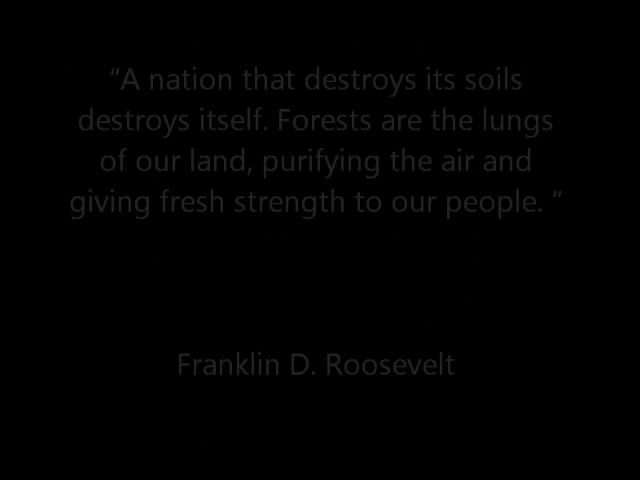 “A nation that destroys its soils
destroys itself. Forests are the lungs
of our land, purifying the air and
giving fresh strength to our people. ”
Franklin D. Roosevelt